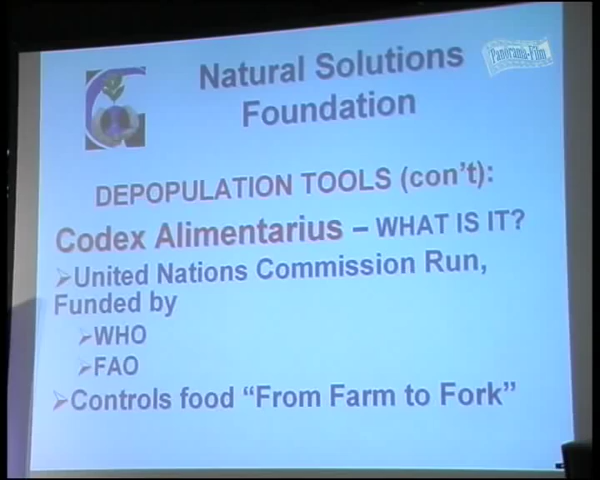 Panorama-Film
Natural Solutions
Foundation
DEPOPULATION TOOLS (con't):
Codex Alimentarius – WHAT IS IT?
➢United Nations Commission Run,
Funded by
➢WHO
➢FAO
➢Controls food “From Farm to Fork”